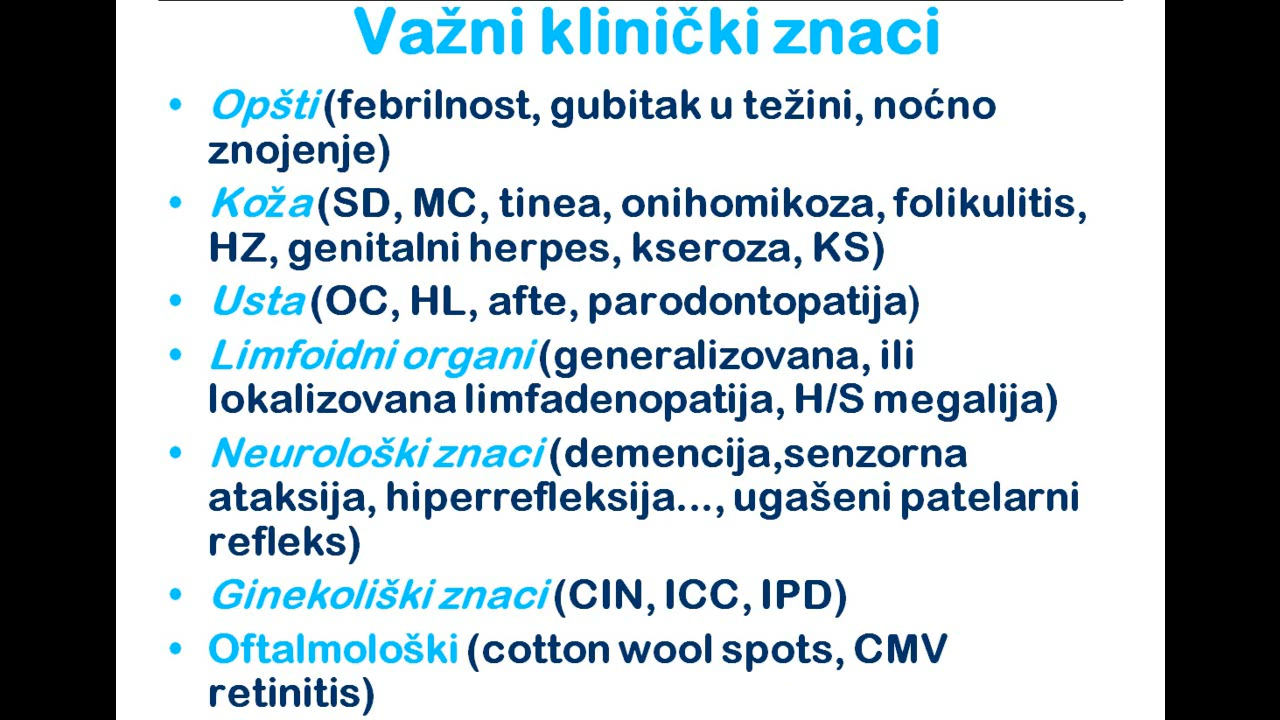 Važni klinički znaci
• Opšti (febrilnost, gubitak u težini, noćno
znojenje)
• Koža (SD, MC, tinea, onihomikoza, folikulitis,
HZ, genitalni herpes, kseroza, KS)
• Usta (OC, HL, afte, parodontopatija)
• Limfoidni organi (generalizovana, ili
lokalizovana limfadenopatija, H/S megalija)
• Neurološki znaci (demencija,senzorna
ataksija, hiperrefleksija..., ugašeni patelarni
refleks)
• Ginekoliški znaci (CIN, ICC, IPD)
• Oftalmološki (cotton wool spots, CMV
retinitis)